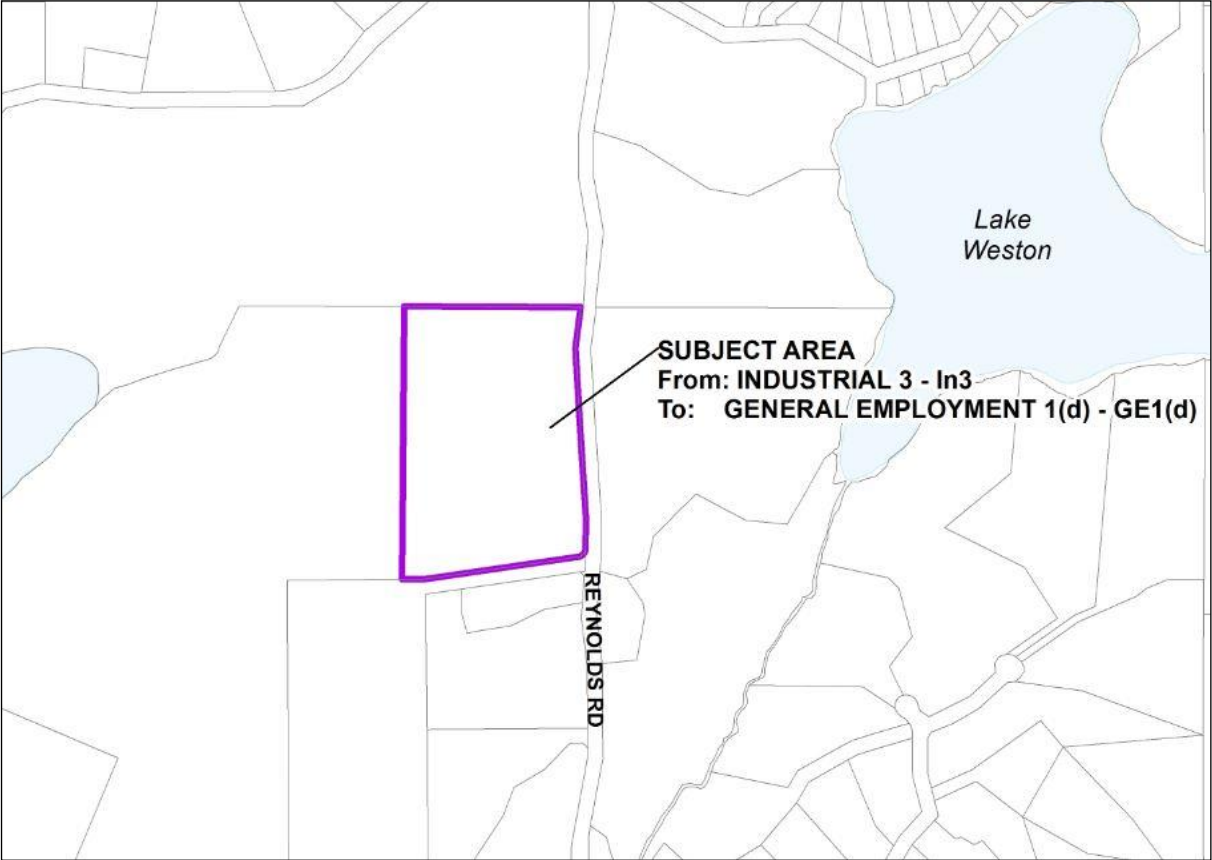 Lake
Weston
SUBJECT AREA
From: INDUSTRIAL 3 - In3
To: GENERAL EMPLOYMENT 1(d) - GE1(d)
REYNOLDS RD